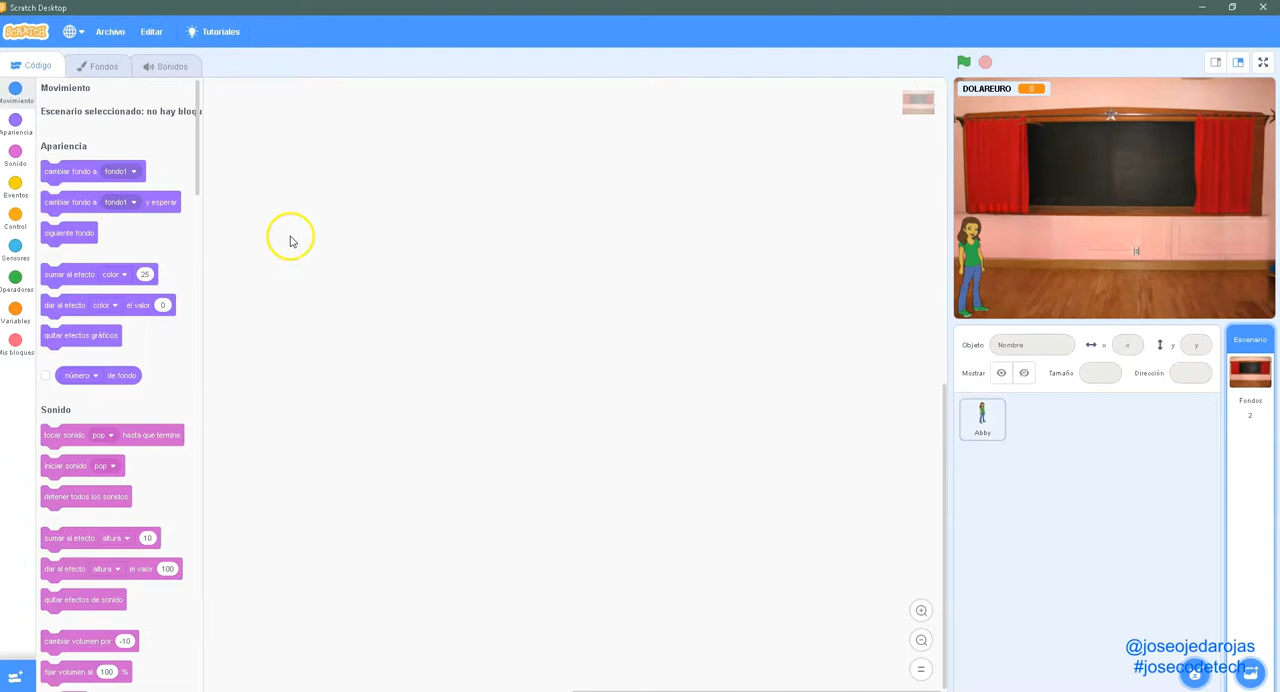 Scratch Desktop
SCRATCH
Archivo
Editar
Tutoriales
Código
Fondos
Sonidos
Movimiento
Apariencia
Sonido
Eventos
Control
Sensores
Operadores
Variables
Mis bloques
Movimiento
Escenario seleccionado: no hay bloqu
Apariencia
cambiar fondo a fondo1
cambiar fondo a fondo1 y esperar
siguiente fondo
sumar al efecto color 25
dar al efecto color el valor 0
quitar efectos gráficos
número de fondo
Sonido
tocar sonido pop hasta que termine
iniciar sonido pop
detener todos los sonidos
sumar al efecto altura 10
dar al efecto altura el valor 100
quitar efectos de sonido
cambiar volumen por -10
fijar volumen al 100 %
DOLAREURO 0
Objeto Nombre x x y y
Mostrar Tamaño Dirección
Abby
Escenario
Fondos
2
@joseojedarojas
#josecodetech